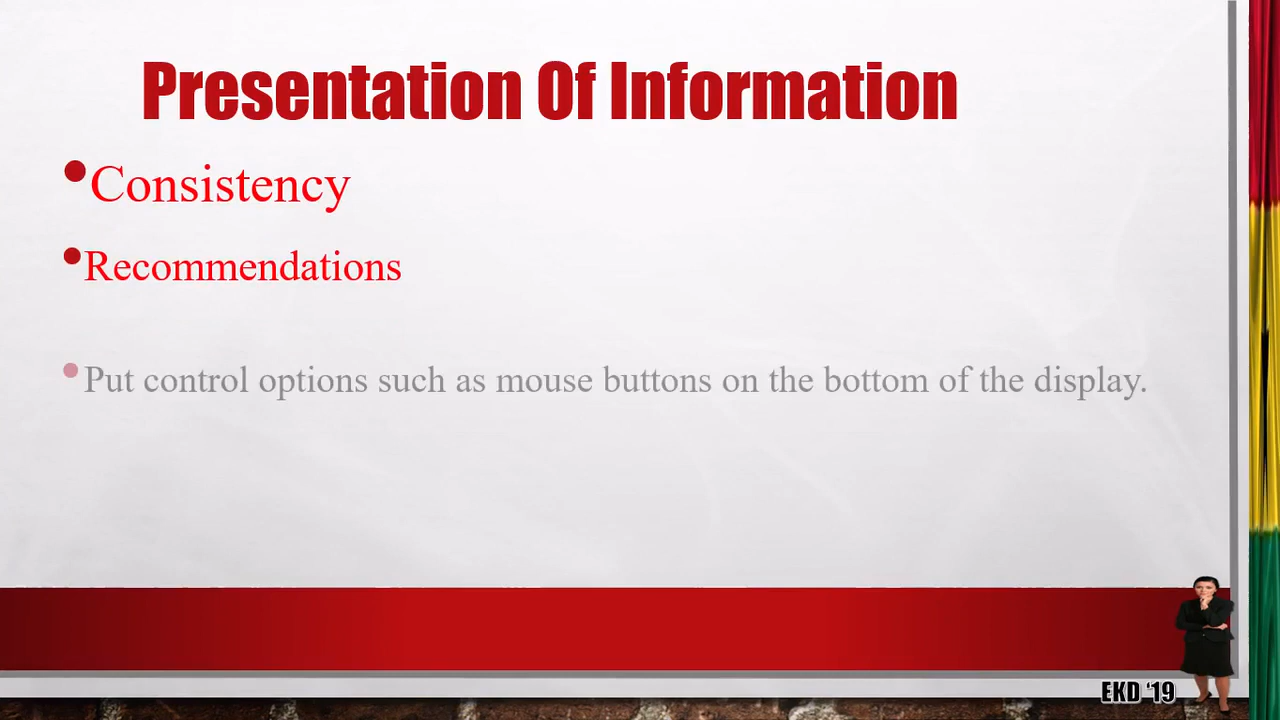 Presentation Of Information
•Consistency
•Recommendations
•Put control options such as mouse buttons on the bottom of the display.
EKD ‘19